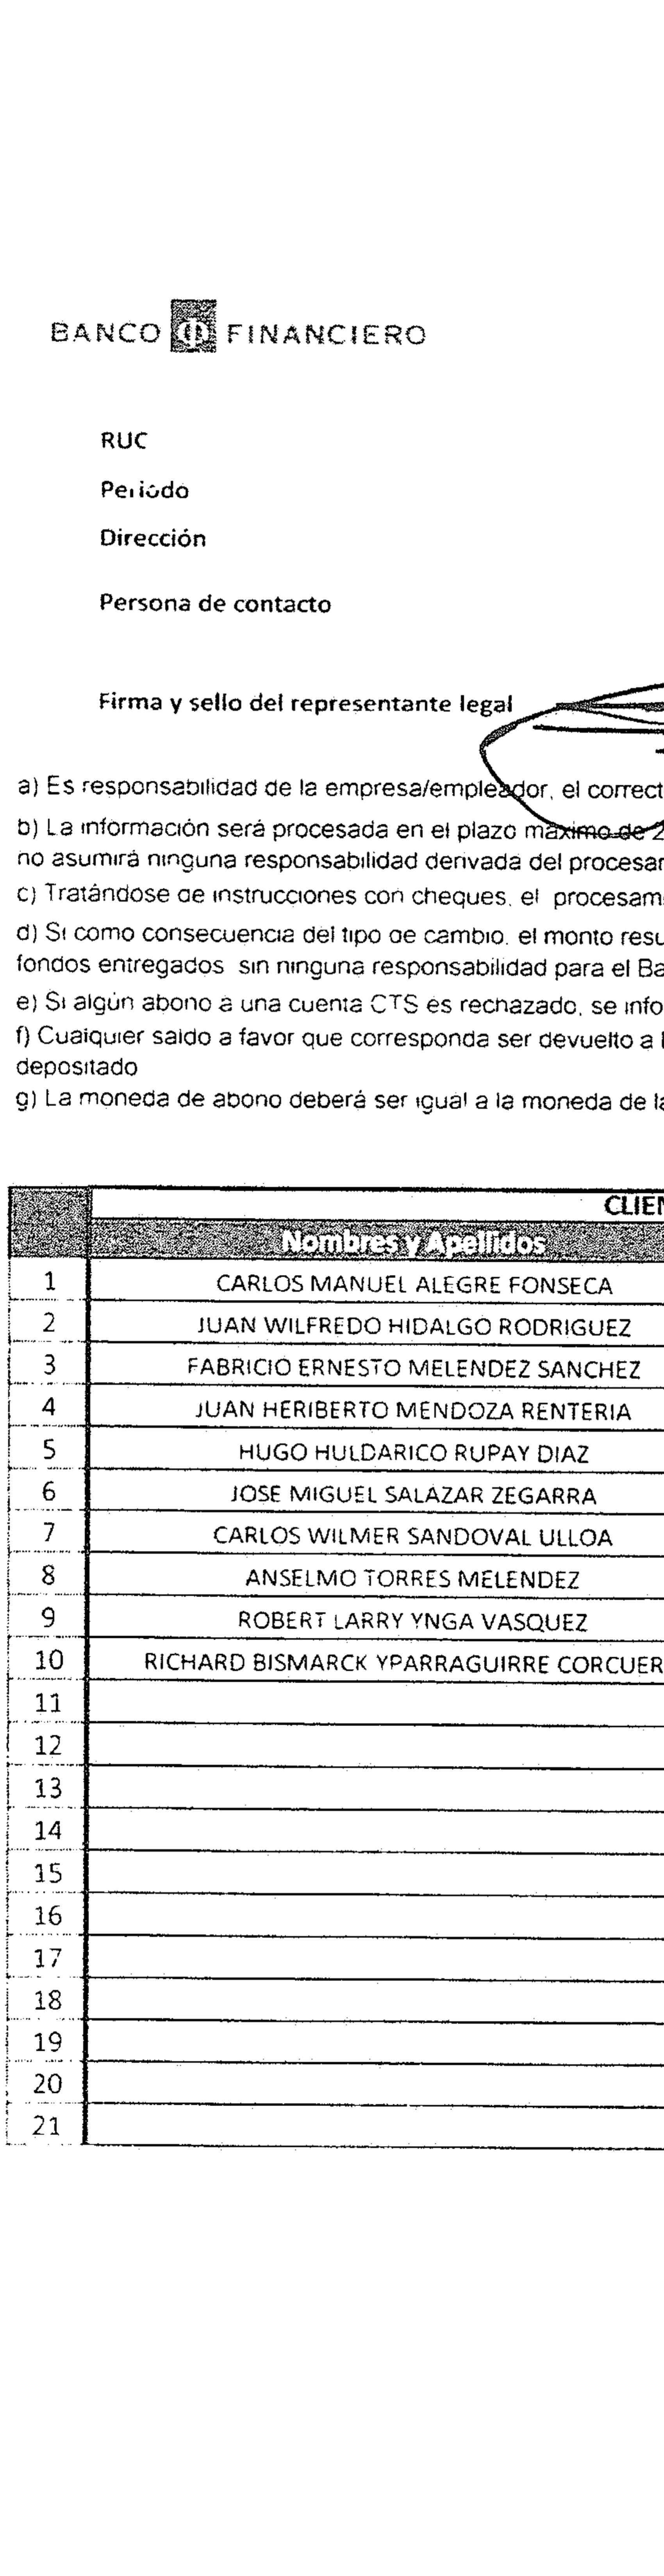 BANCO FINANCIERO
RUC
Período
Dirección
Persona de contacto
Firma y sello del representante legal
a) Es responsabilidad de la empresa/empleador, el correct
b) La información será procesada en el plazo máximo de 2
no asumirá ninguna responsabilidad derivada del procesar
c) Tratándose de instrucciones con cheques, el procesam
d) Si como consecuencia del tipo de cambio, el monto resu
fondos entregados sin ninguna responsabilidad para el Ba
e) Si algún abono a una cuenta CTS es rechazado, se info
f) Cualquier saldo a favor que corresponda ser devuelto a l
depositado
g) La moneda de abono deberá ser igual a la moneda de la
CLIEN
Nombres y Apellidos
1 CARLOS MANUEL ALEGRE FONSECA
2 JUAN WILFREDO HIDALGO RODRIGUEZ
3 FABRICIO ERNESTO MELENDEZ SANCHEZ
4 JUAN HERIBERTO MENDOZA RENTERIA
5 HUGO HULDARICO RUPAY DIAZ
6 JOSE MIGUEL SALAZAR ZEGARRA
7 CARLOS WILMER SANDOVAL ULLOA
8 ANSELMO TORRES MELENDEZ
9 ROBERT LARRY YNGA VASQUEZ
10 RICHARD BISMARCK YPARRAGUIRRE CORCUER
11
12
13
14
15
16
17
18
19
20
21